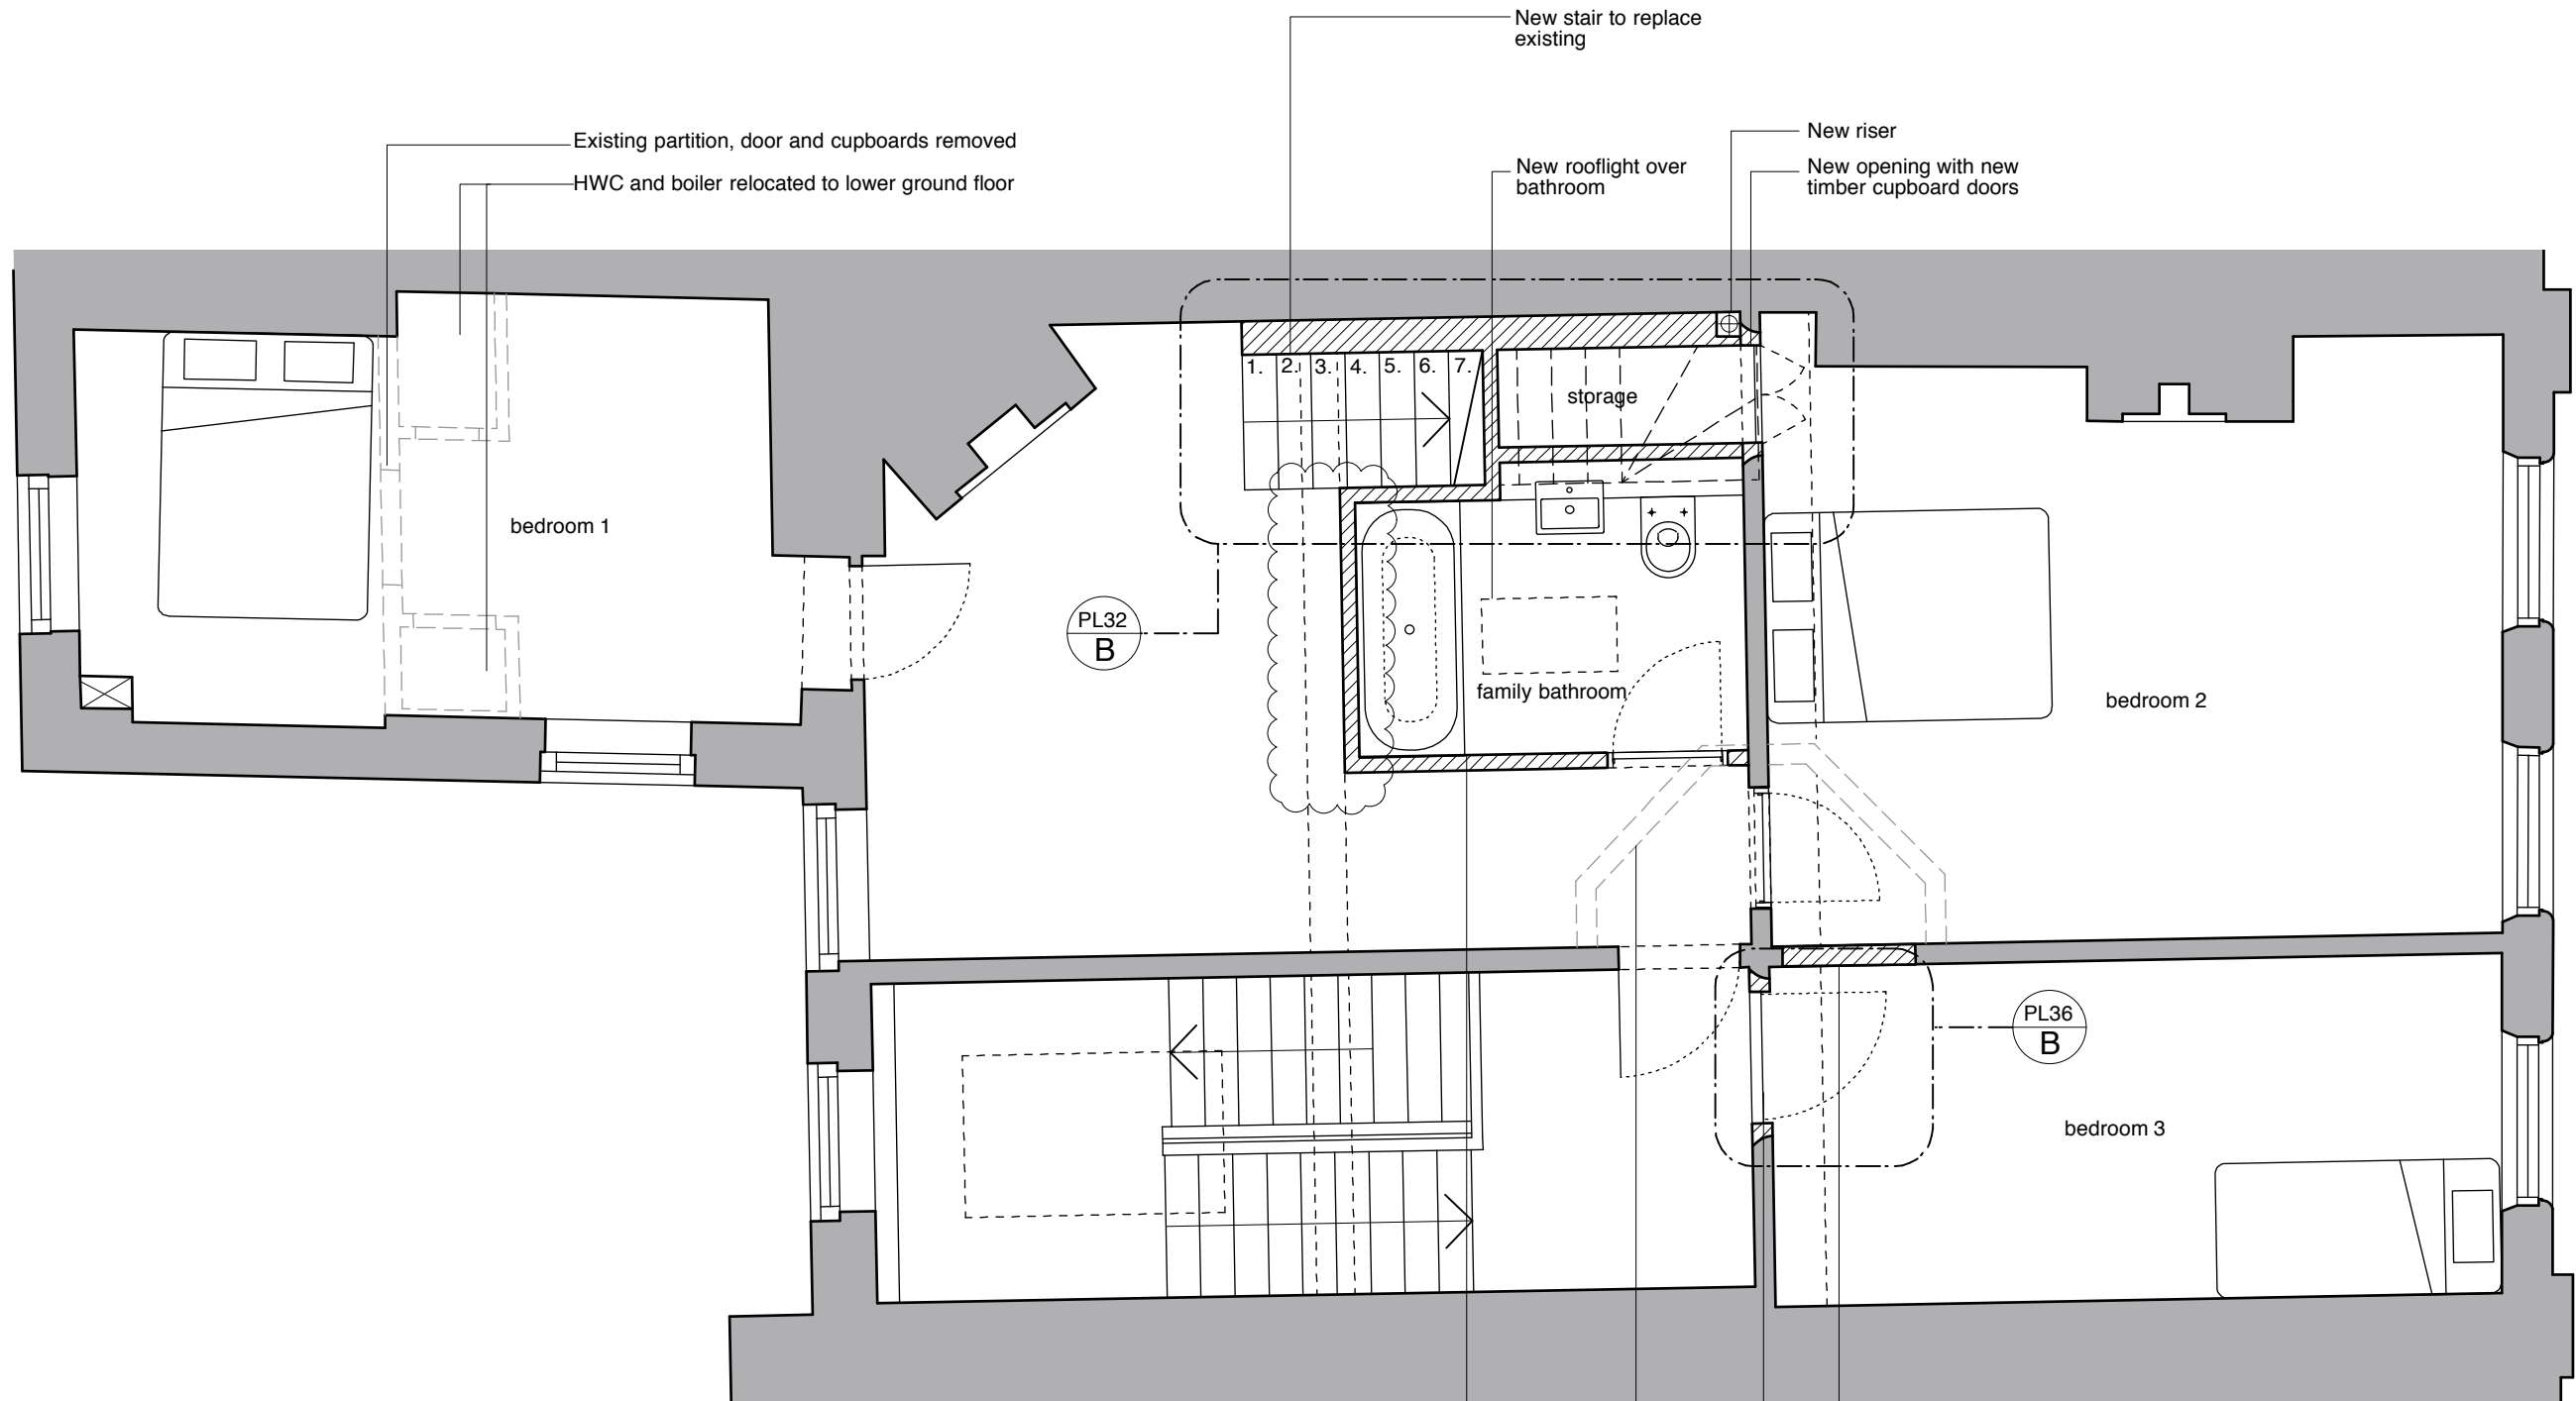 New stair to replace
existing
Existing partition, door and cupboards removed
HWC and boiler relocated to lower ground floor
New rooflight over
bathroom
New riser
New opening with new
timber cupboard doors
1. 2. 3. 4. 5. 6. 7.
storage
bedroom 1
PL32
B
family bathroom
bedroom 2
PL36
B
bedroom 3